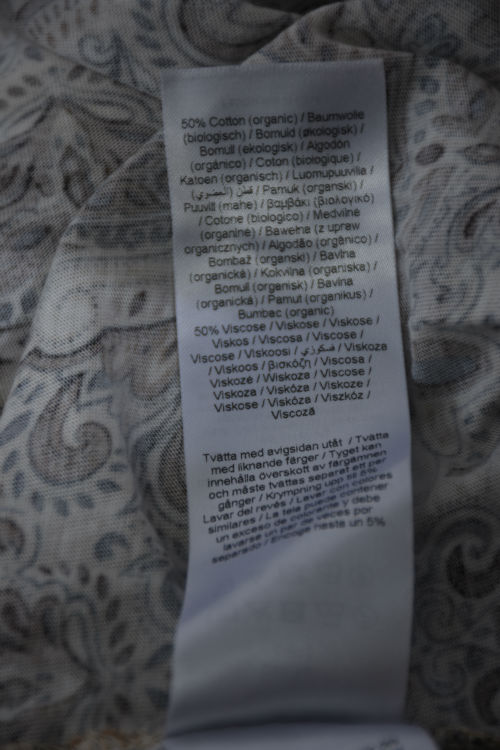 50% Cotton (organic) / Baumwolle
(biologisch) / Bomuld (økologisk) /
Bomull (ekologisk) / Algodón
(orgánico) / Coton (biologique) /
Katoen (organisch) / Luomupuuvilla /
قطن (العضوي) / Pamuk (organski) /
Puuvill (mahe) / Βαμβάκι (βιολογικό)
/ Cotone (biologico) / Medvilnė
(organinė) / Bawełna (z upraw
organicznych) / Algodão (orgânico) /
Bombaž (organski) / Bavlna
(organická) / Kokvilna (organiska) /
Bomull (organisk) / Bavlna
(organická) / Pamut (organikus) /
Bumbac (organic)
50% Viscose / Viskose / Viskose /
Viskos / Viscosa / Viscose /
Viscose / Viskoosi / فسكوزي / Viskoza
/ Viskoos / βισκόζη / Viscosa /
Viskozė / Wiskoza / Viscose /
Viskoza / Viskóza / Viskoze /
Viskose / Viskóza / Viszkóz /
Viscoză
Tvätta med avigsidan utåt / Tvätta
med liknande färger / Tyget kan
innehålla överskott av färgämnen
och måste tvättas separat ett par
gånger / Krympning upp till 5%
Lavar del revés / Lavar con colores
similares / La tela puede contener
un exceso de colorante y debe
lavarse un par de veces por
separado / Encoge hasta un 5%